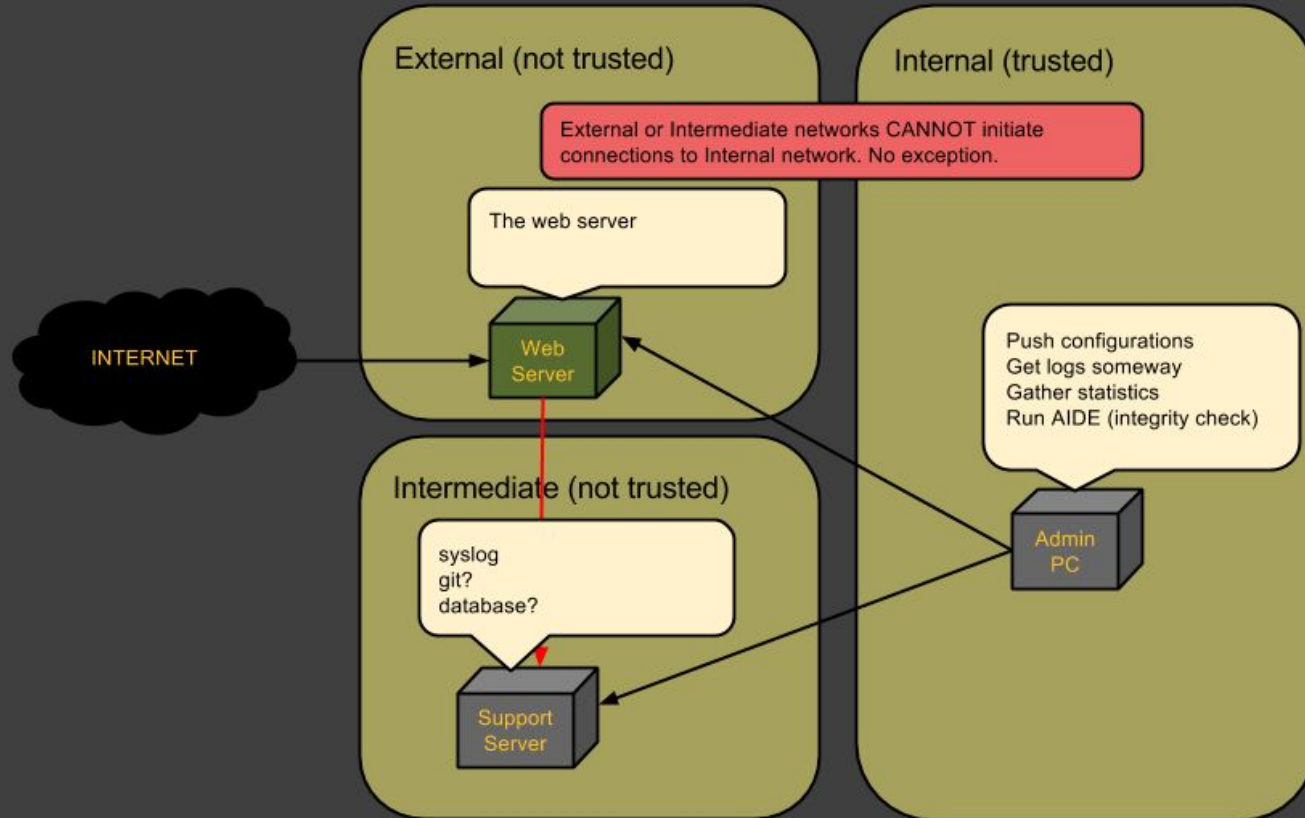 External (not trusted)
Internal (trusted)
External or Intermediate networks CANNOT initiate
connections to Internal network. No exception.
The web server
INTERNET
Web
Server
Push configurations
Get logs someway
Gather statistics
Run AIDE (integrity check)
Intermediate (not trusted)
syslog
git?
database?
Admin
PC
Support
Server